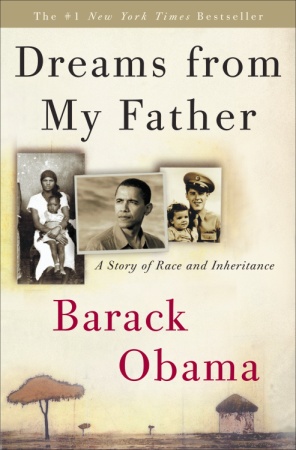 The #1 New York Times Bestseller
Dreams from
My Father
A Story of Race and Inheritance
Barack
Obama